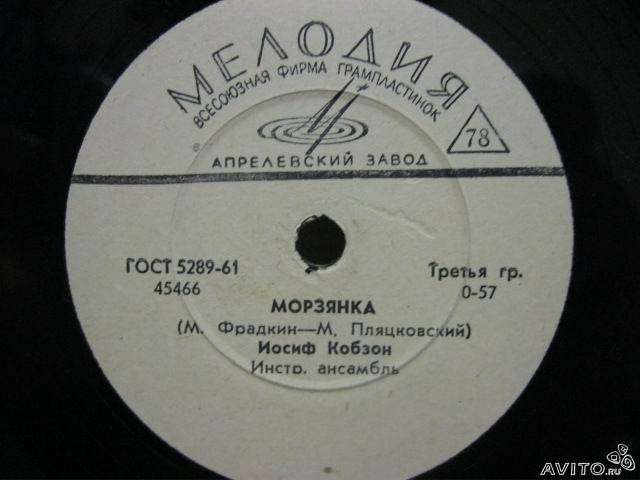 МЕЛОДИЯ
ВСЕСОЮЗНАЯ ФИРМА ГРАМПЛАСТИНОК
78
АПРЕЛЕВСКИЙ ЗАВОД
ГОСТ 5289-61
45466
Третья гр.
0-57
МОРЗЯНКА
(М. Фрадкин—М. Пляцковский)
Иосиф Кобзон
Инстр. ансамбль
AVITO.ru